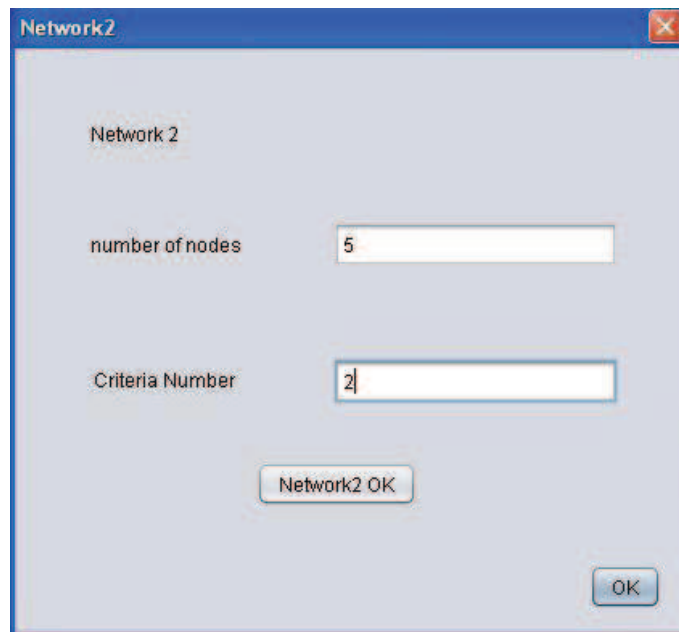 Network2
Network 2
number of nodes 5
Criteria Number 2
Network2 OK
OK